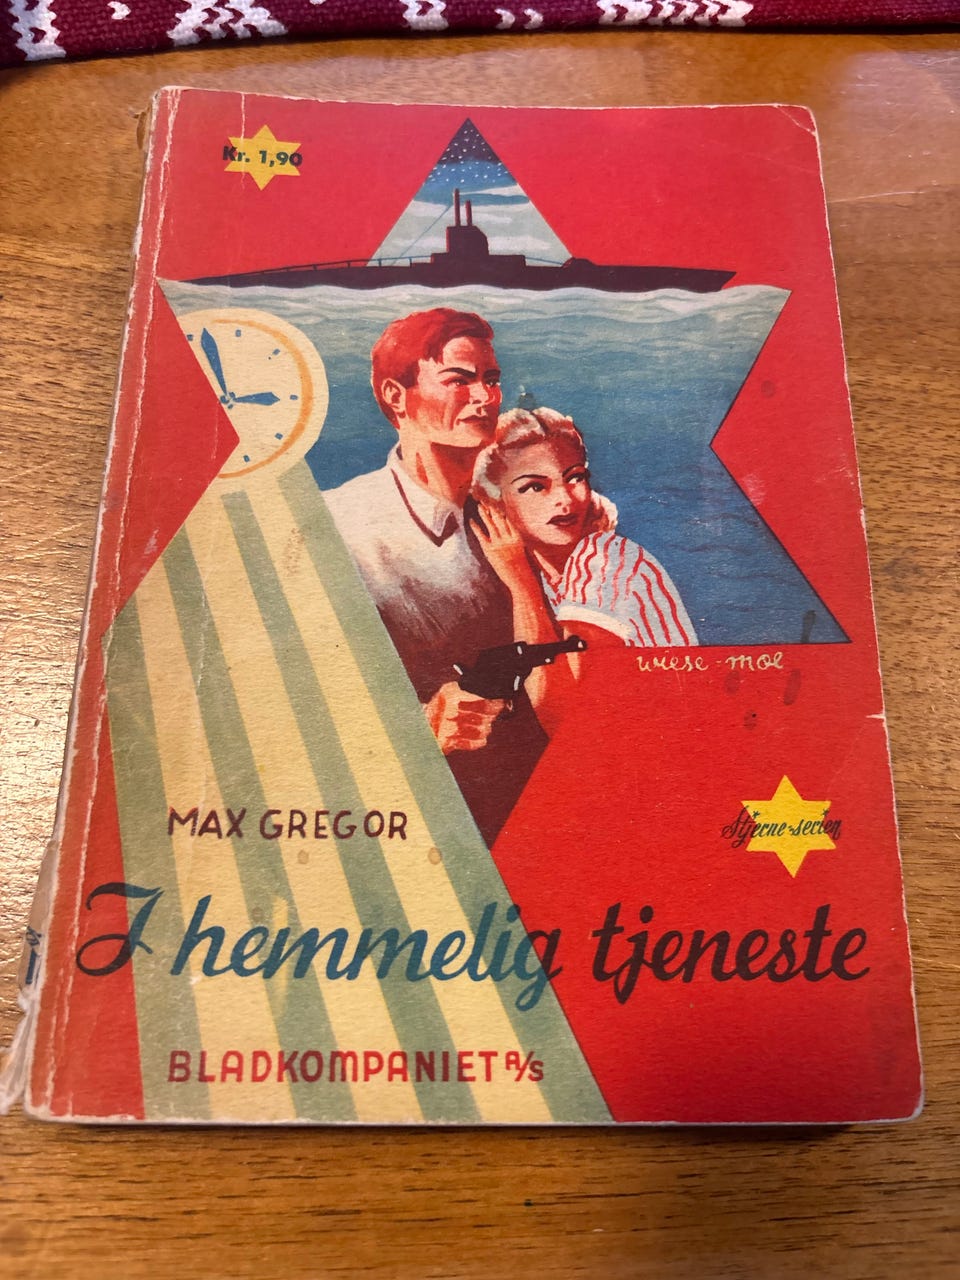 Kr. 1,90
wiese-moe
MAX GREGOR
Stjerne-serien
I hemmelig tjeneste
BLADKOMPANIET A/S